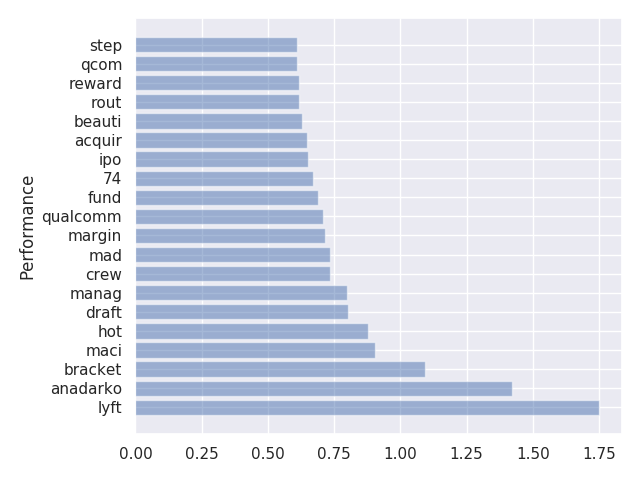 step
qcom
reward
rout
beauti
acquir
ipo
74
fund
qualcomm
margin
mad
crew
manag
draft
hot
maci
bracket
anadarko
lyft
Performance
0.00 0.25 0.50 0.75 1.00 1.25 1.50 1.75